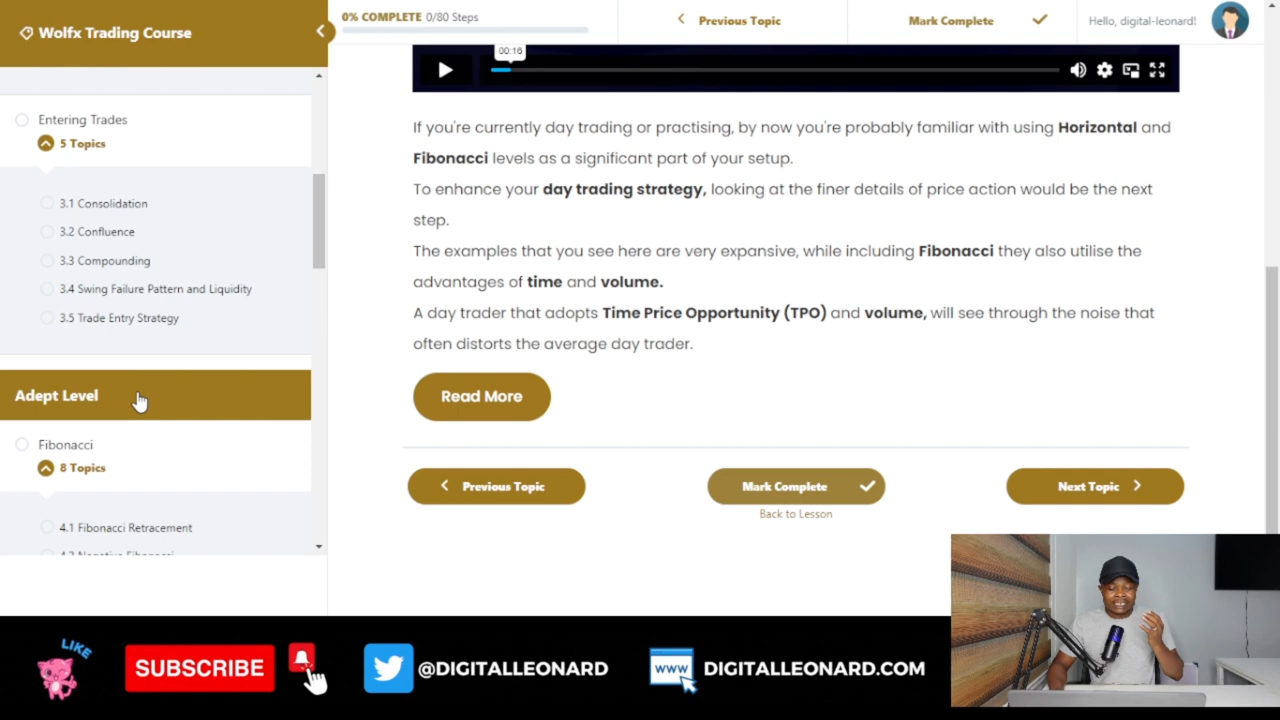 Wolfx Trading Course
0% COMPLETE 0/80 Steps
Previous Topic
Mark Complete
Hello, digital-leonard!
Entering Trades
5 Topics
3.1 Consolidation
3.2 Confluence
3.3 Compounding
3.4 Swing Failure Pattern and Liquidity
3.5 Trade Entry Strategy
Adept Level
Fibonacci
8 Topics
4.1 Fibonacci Retracement
00:16
If you're currently day trading or practising, by now you're probably familiar with using Horizontal and
Fibonacci levels as a significant part of your setup.
To enhance your day trading strategy, looking at the finer details of price action would be the next
step.
The examples that you see here are very expansive, while including Fibonacci they also utilise the
advantages of time and volume.
A day trader that adopts Time Price Opportunity (TPO) and volume, will see through the noise that
often distorts the average day trader.
Read More
Previous Topic
Mark Complete
Next Topic
Back to Lesson
LIKE
SUBSCRIBE
@DIGITALLEONARD
WWW
DIGITALLEONARD.COM